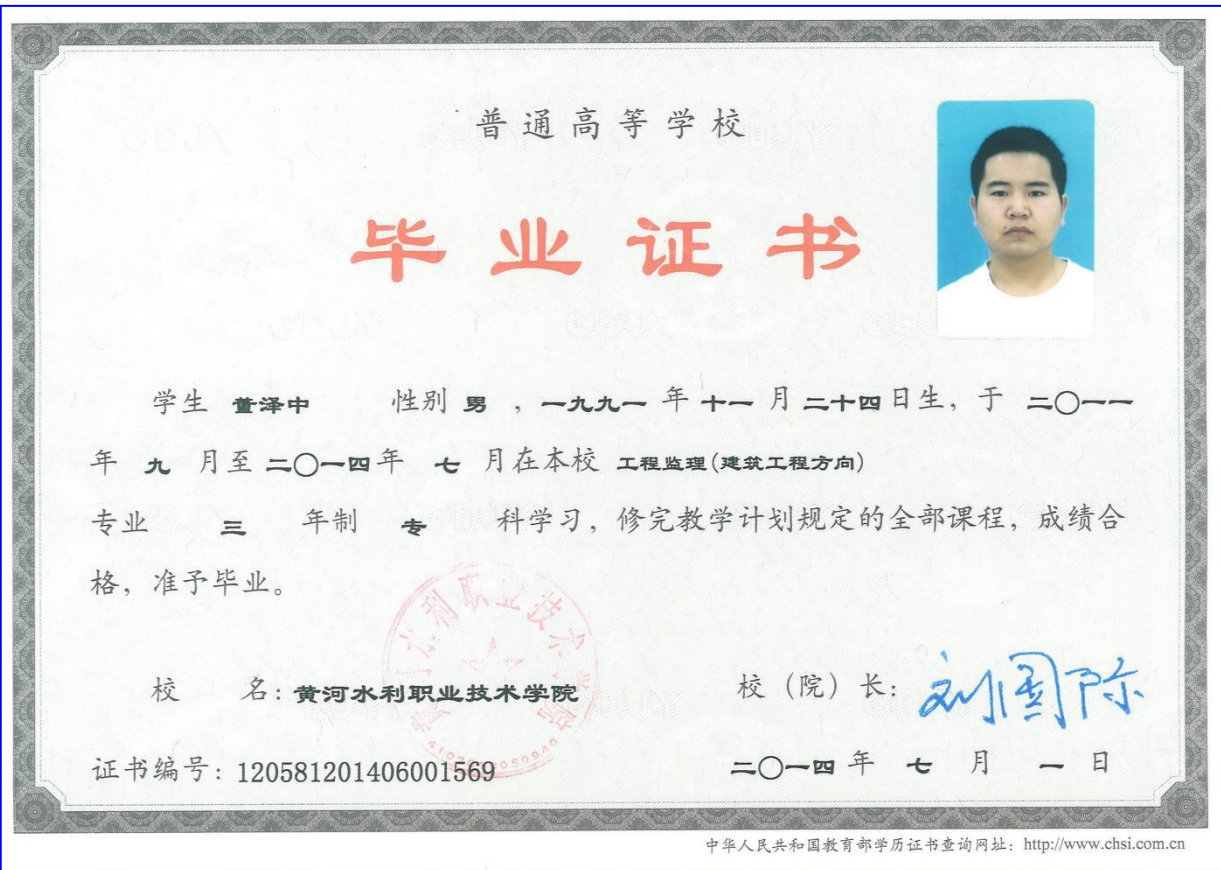 普通高等学校
毕业证书
学生 董泽中 性别 男 ，一九九一 年 十一 月 二十四日生，于 二〇一一
年 九 月至 二〇一四年 七 月在本校 工程监理(建筑工程方向)
专业 三 年制 专 科学习，修完教学计划规定的全部课程，成绩合
格，准予毕业。
校 名：黄河水利职业技术学院
校（院）长：刘国际
证书编号：120581201406001569
二〇一四 年 七 月 一 日
中华人民共和国教育部学历证书查询网址：http://www.chsi.com.cn